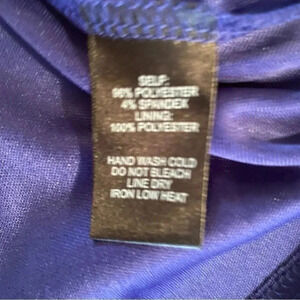 SELF:
96% POLYESTER
4% SPANDEX
LINING:
100% POLYESTER
HAND WASH COLD
DO NOT BLEACH
LINE DRY
IRON LOW HEAT